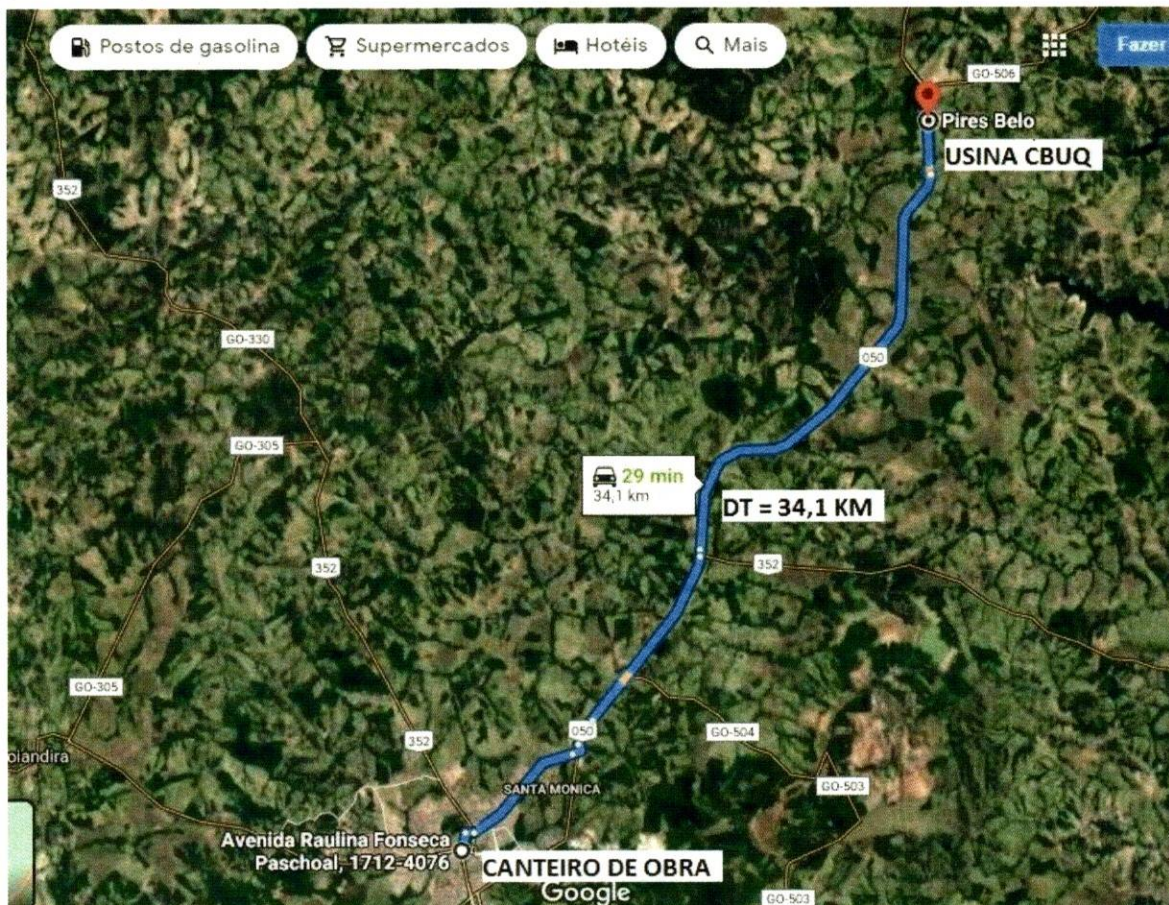 Postos de gasolina
Supermercados
Hotéis
Mais
Fazer
GO-506
Pires Belo
USINA CBUQ
352
GO-330
050
GO-305
29 min
34,1 km
DT = 34,1 KM
352
352
GO-305
050
GO-504
352
oiandira
GO-503
SANTA MONICA
Avenida Raulina Fonseca
Paschoal, 1712-4076
CANTEIRO DE OBRA
Google
GO-503